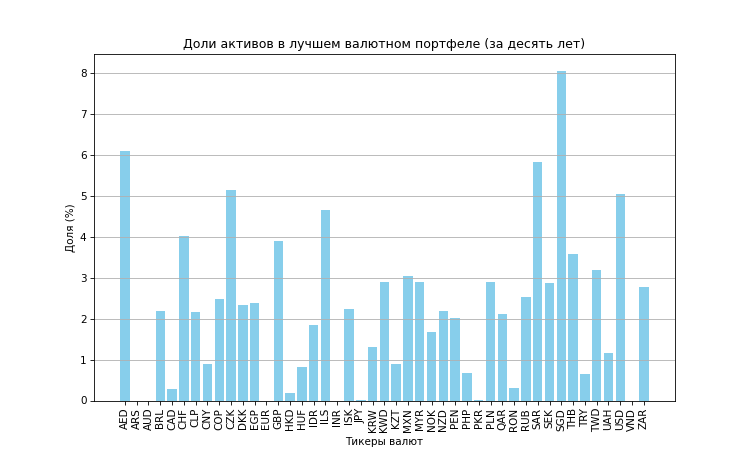 Доли активов в лучшем валютном портфеле (за десять лет)
Доля (%)
8
7
6
5
4
3
2
1
0
AED
ARS
AUD
BRL
CAD
CHF
CLP
CNY
COP
CZK
DKK
EGP
EUR
GBP
HKD
HUF
IDR
ILS
INR
ISK
JPY
KRW
KWD
KZT
MXN
MYR
NOK
NZD
PEN
PHP
PKR
PLN
QAR
RON
RUB
SAR
SEK
SGD
THB
TRY
TWD
UAH
USD
VND
ZAR
Тикеры валют